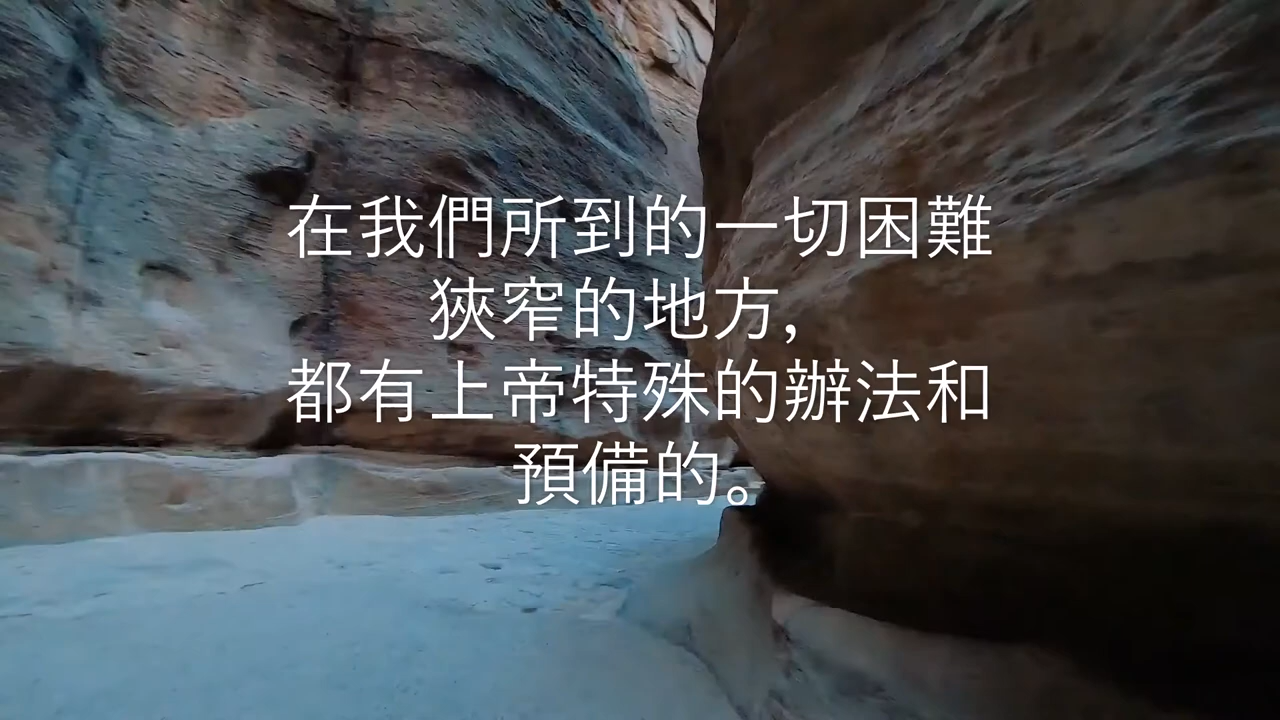 在我們所到的一切困難
狹窄的地方，
都有上帝特殊的辦法和
預備的。